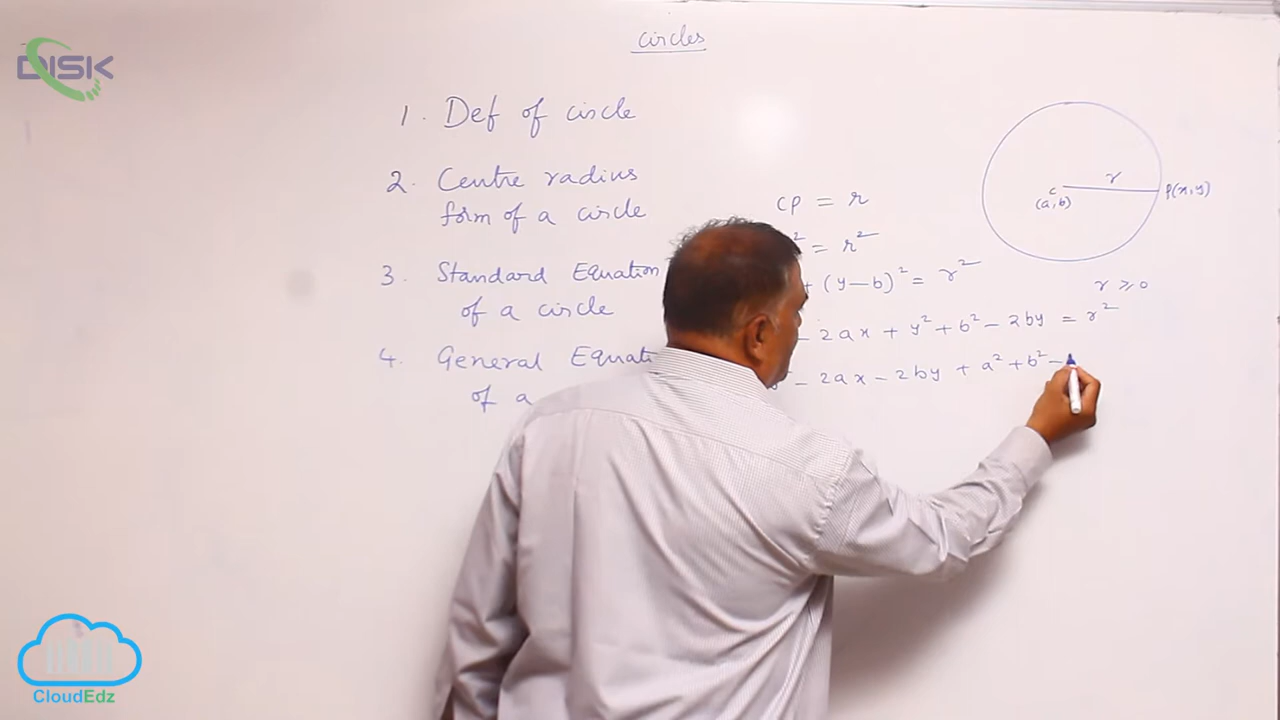 DISK
circles
1. Def of circle
2. Centre radius
form of a circle
3. Standard Equation
of a circle
4. General Equati
of a
CP = r
² = r²
+ (y-b)² = r²
- 2ax + y² + b² - 2by = r²
- 2ax - 2by + a² + b² -
r
c
(a,b)
P(x,y)
r ≥ 0
CloudEdz